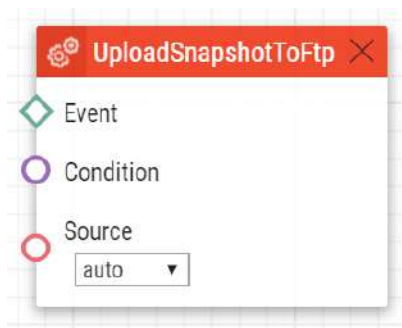 UploadSnapshotToFtp
Event
Condition
Source
auto